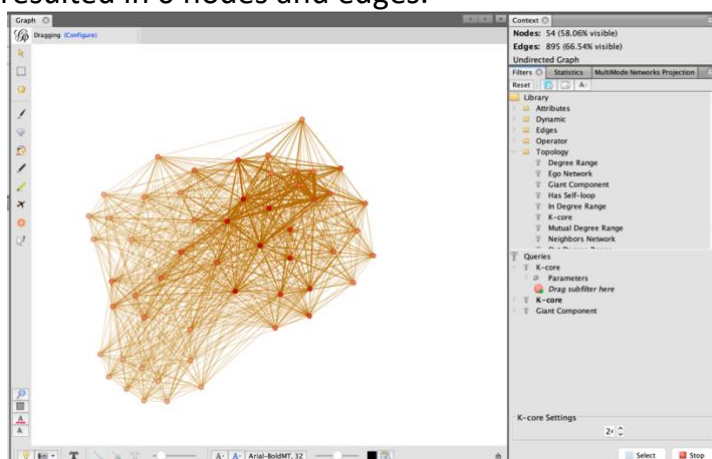 resulted in 0 nodes and edges.
Graph
Dragging (Configure)
Context
Nodes: 54 (58.06% visible)
Edges: 895 (66.54% visible)
Undirected Graph
Filters Statistics MultiMode Networks Projection
Reset
Library
Attributes
Dynamic
Edges
Operator
Topology
Degree Range
Ego Network
Giant Component
Has Self-loop
In Degree Range
K-core
Mutual Degree Range
Neighbors Network
Queries
K-core
Parameters
Drag subfilter here
K-core
Giant Component
K-core Settings
Arial-BoldMT, 32
Select Stop